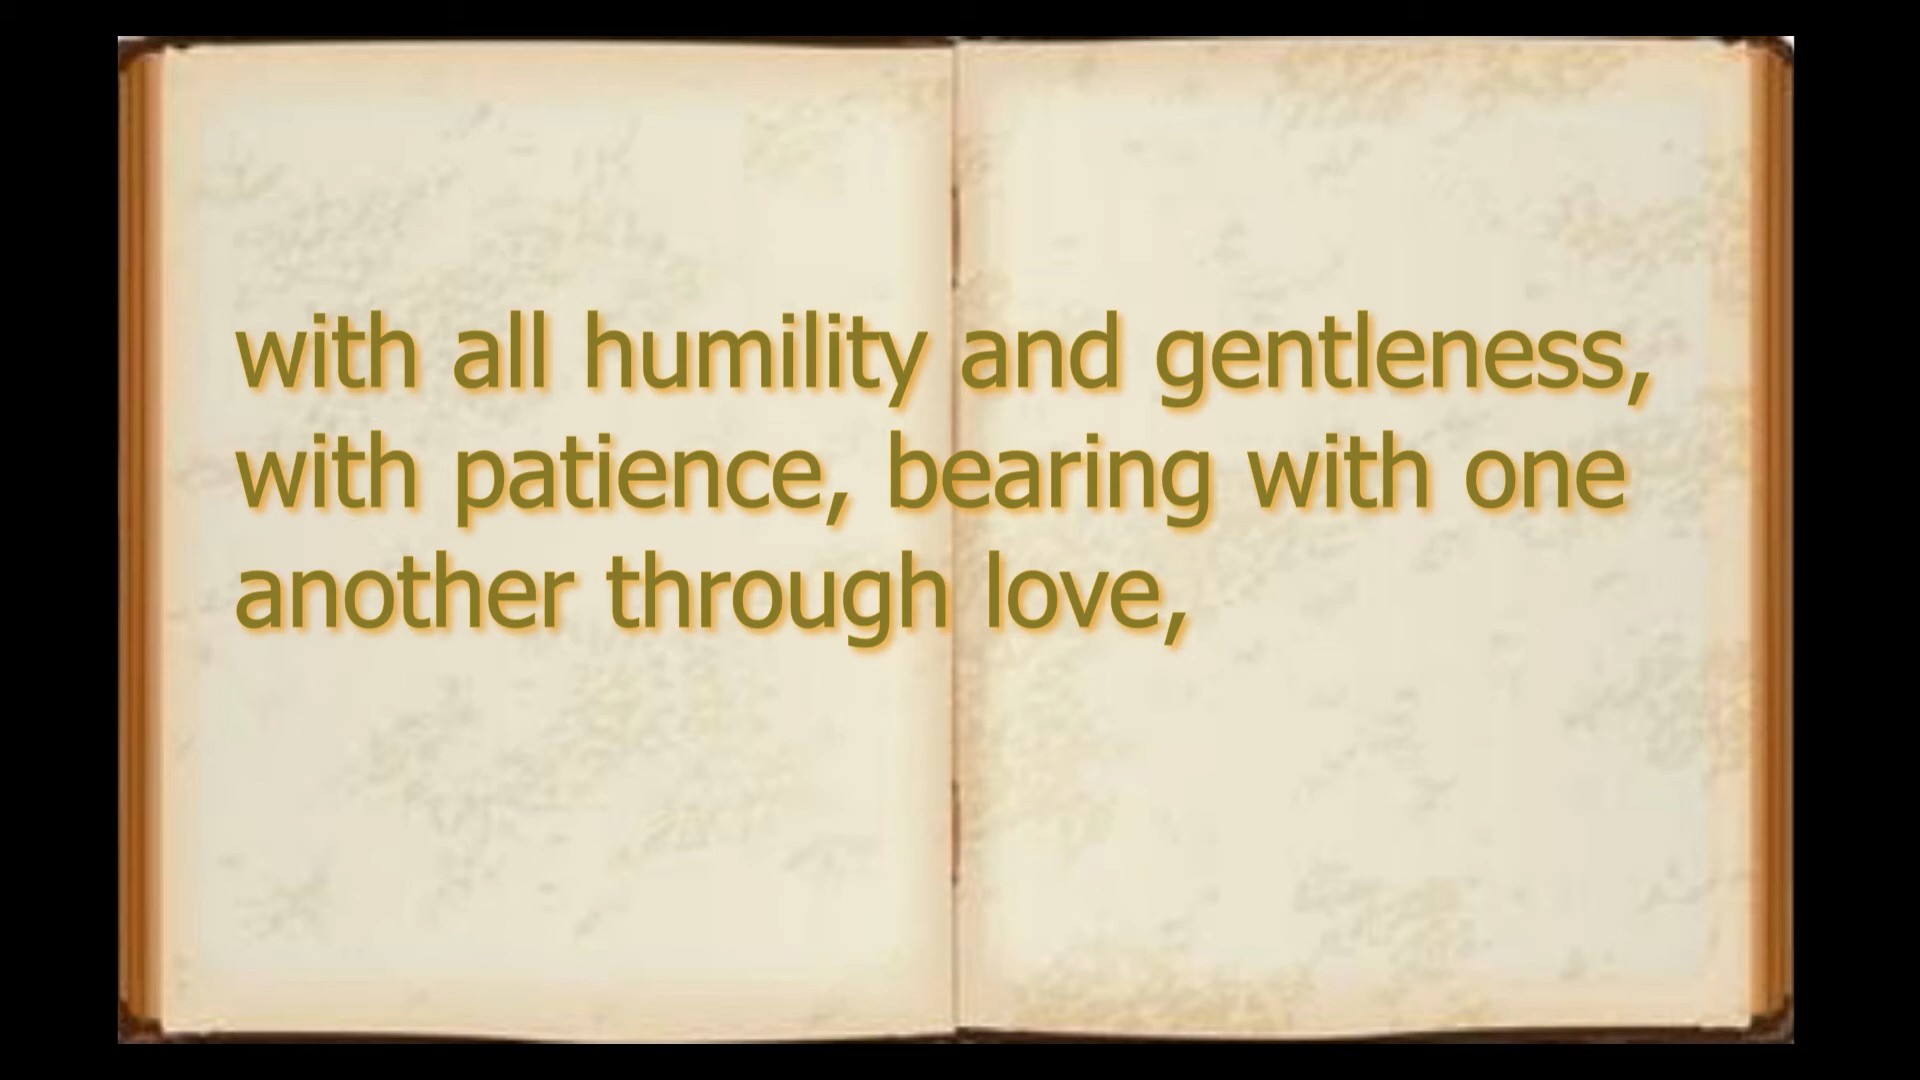 with all humility and gentleness,
with patience, bearing with one
another through love,